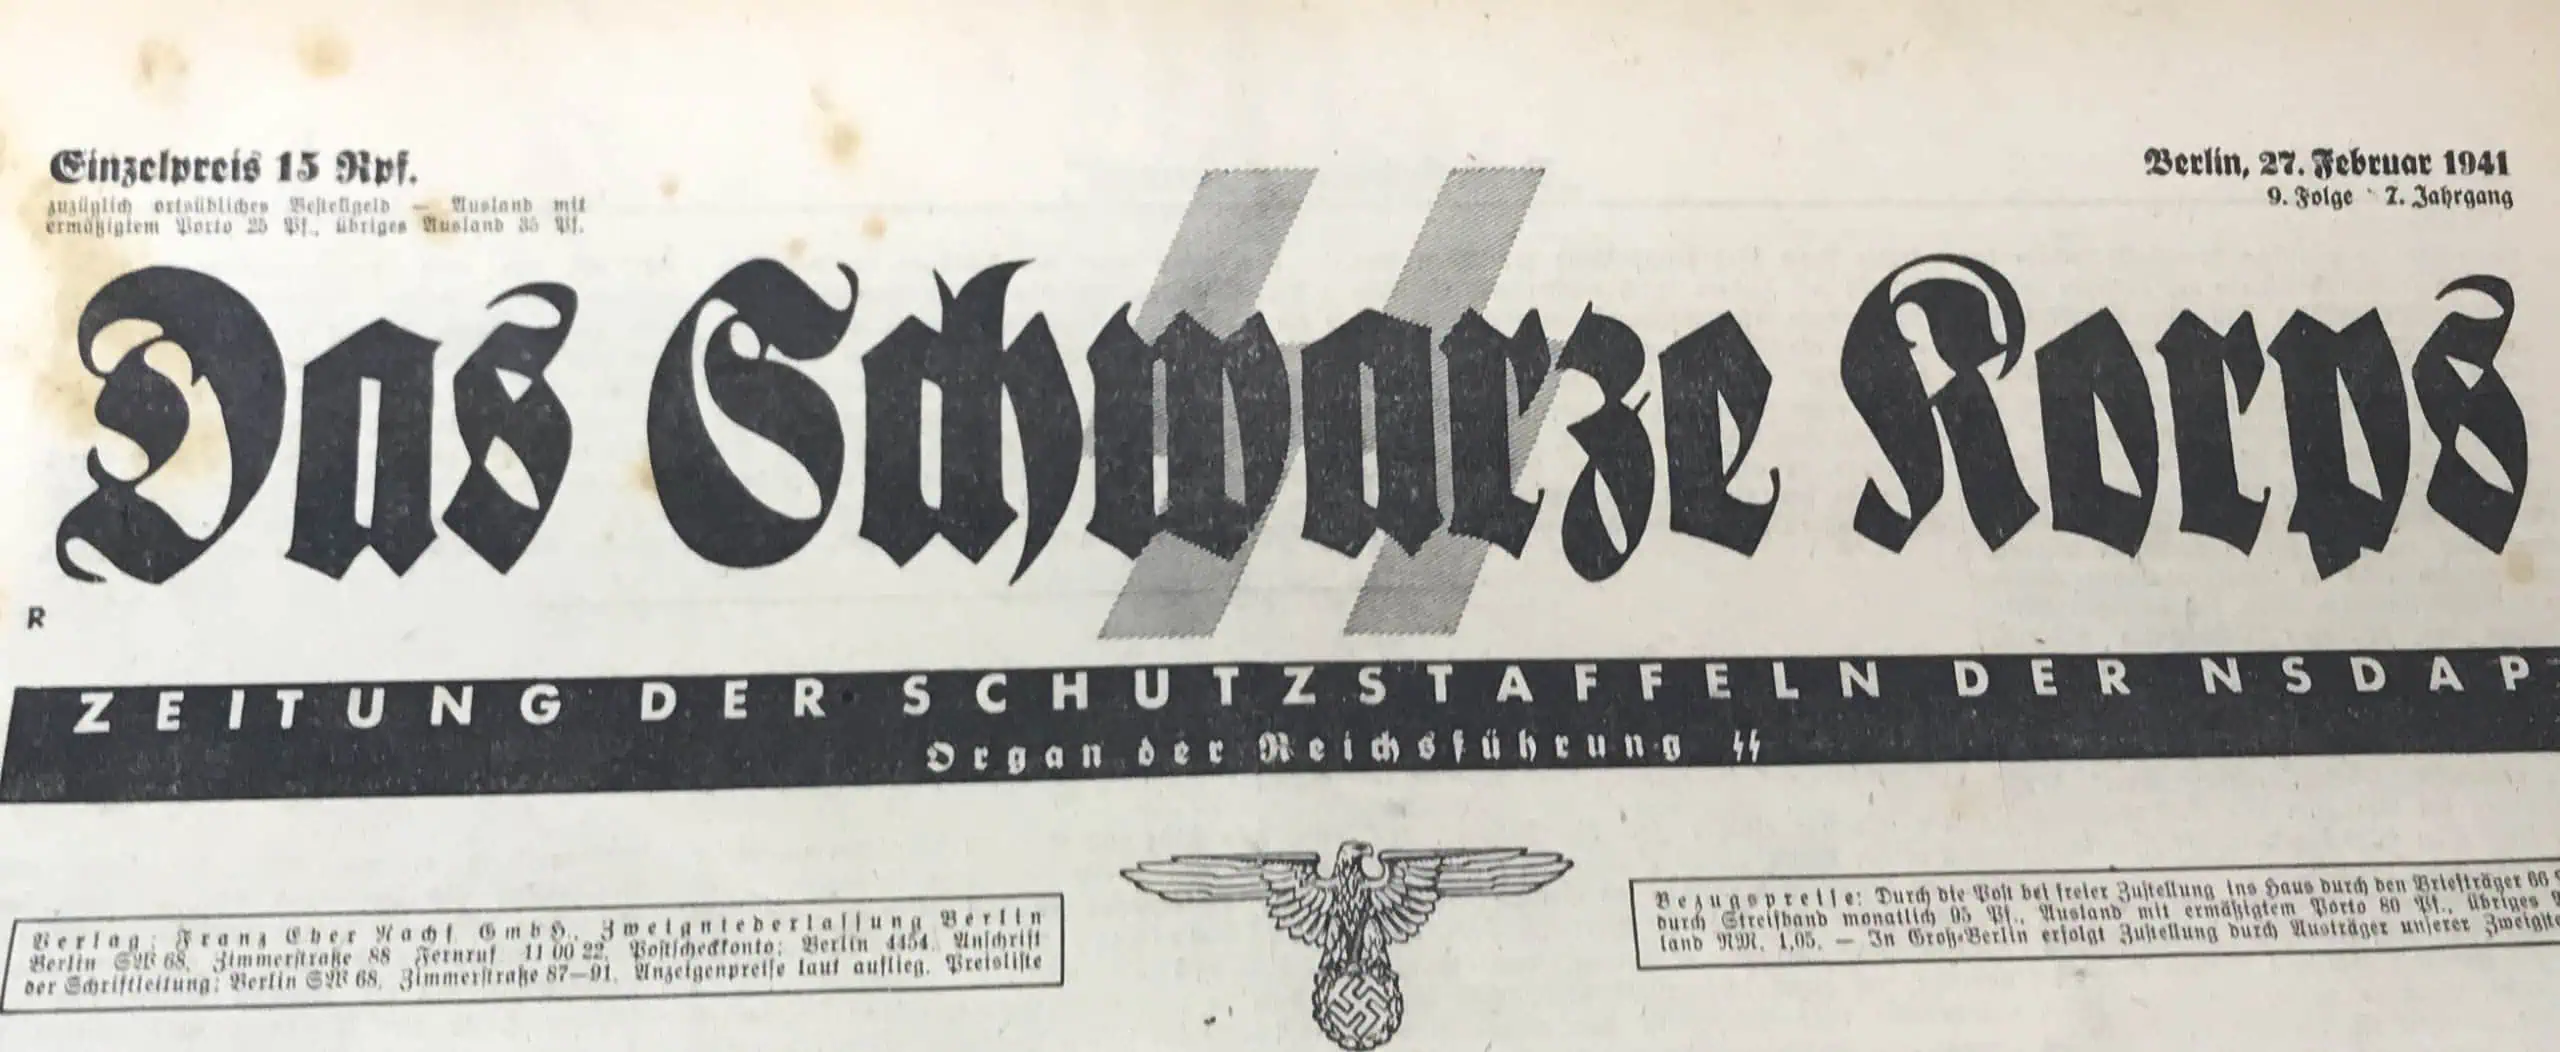 Einzelpreis 15 Rpf.
zuzüglich ortsübliches Bestellgeld — Ausland mit
ermäßigtem Porto 25 Pf., übriges Ausland 35 Pf.
Berlin, 27. Februar 1941
9. Folge · 7. Jahrgang
Das Schwarze Korps
R
ZEITUNG DER SCHUTZSTAFFELN DER NSDAP
Organ der Reichsführung ᛋᛋ
Verlag: Franz Eher Nachf. GmbH., Zweigniederlassung Berlin
Berlin SW 68, Zimmerstraße 88 Fernruf 11 00 22. Postscheckkonto: Berlin 4454. Anschrift
der Schriftleitung: Berlin SW 68, Zimmerstraße 87—91. Anzeigenpreise laut auflieg. Preisliste
Bezugspreise: Durch die Post bei freier Zustellung ins Haus durch den Briefträger 66
durch Streifband monatlich 95 Pf., Ausland mit ermäßigtem Porto 80 Pf., übriges
land RM. 1,05. — In Groß-Berlin erfolgt Zustellung durch Austräger unserer